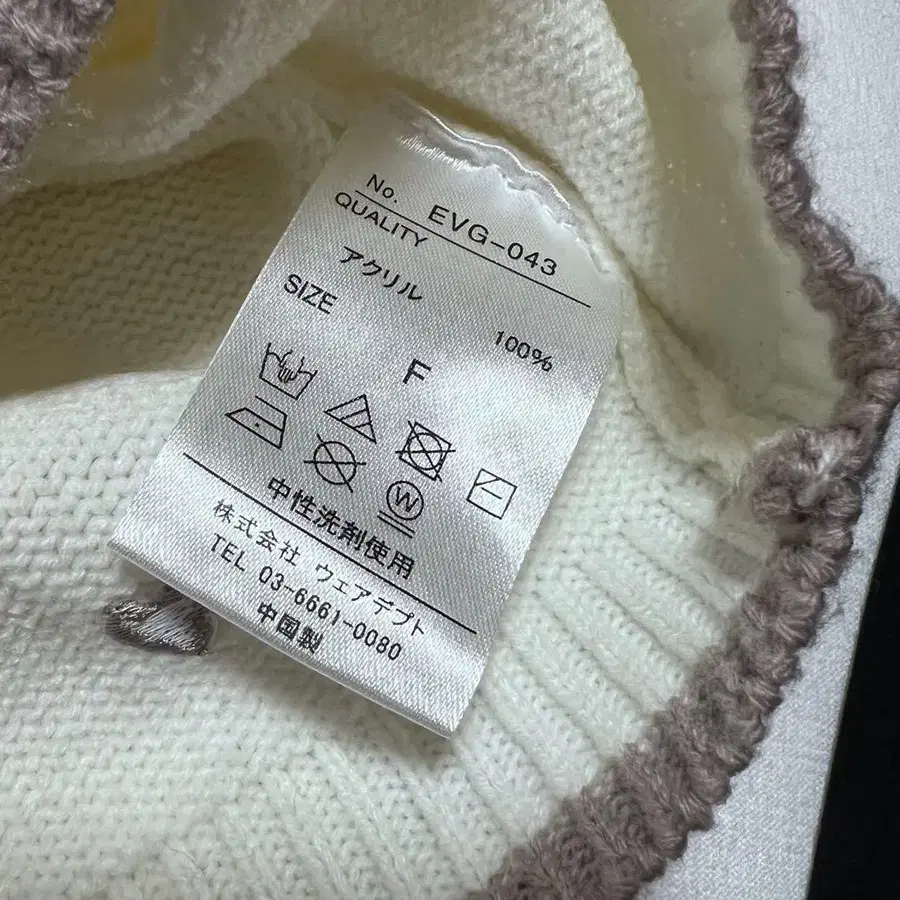 No. EVG-043
QUALITY
アクリル 100%
SIZE
F
W
中性洗剤使用
株式会社 ウェアデプト
TEL 03-6661-0080
中国製